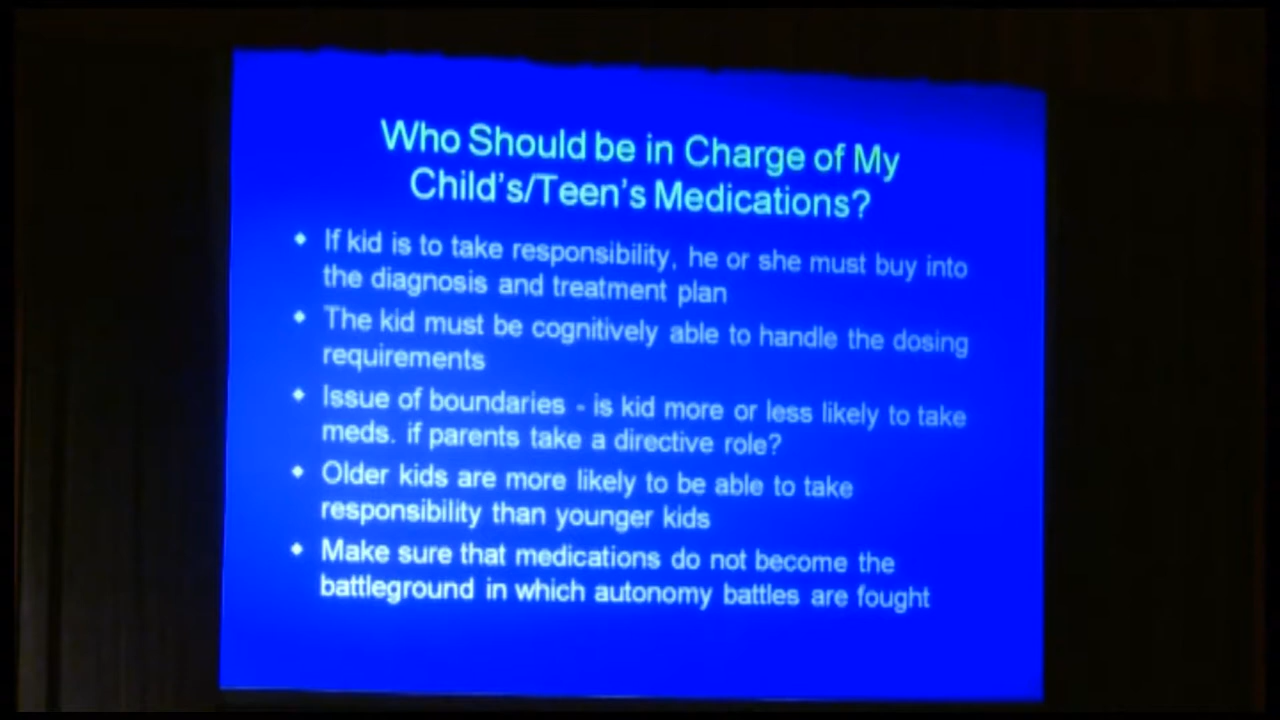 Who Should be in Charge of My
Child's/Teen's Medications?
• If kid is to take responsibility, he or she must buy into
the diagnosis and treatment plan
• The kid must be cognitively able to handle the dosing
requirements
• Issue of boundaries - is kid more or less likely to take
meds. if parents take a directive role?
• Older kids are more likely to be able to take
responsibility than younger kids
• Make sure that medications do not become the
battleground in which autonomy battles are fought